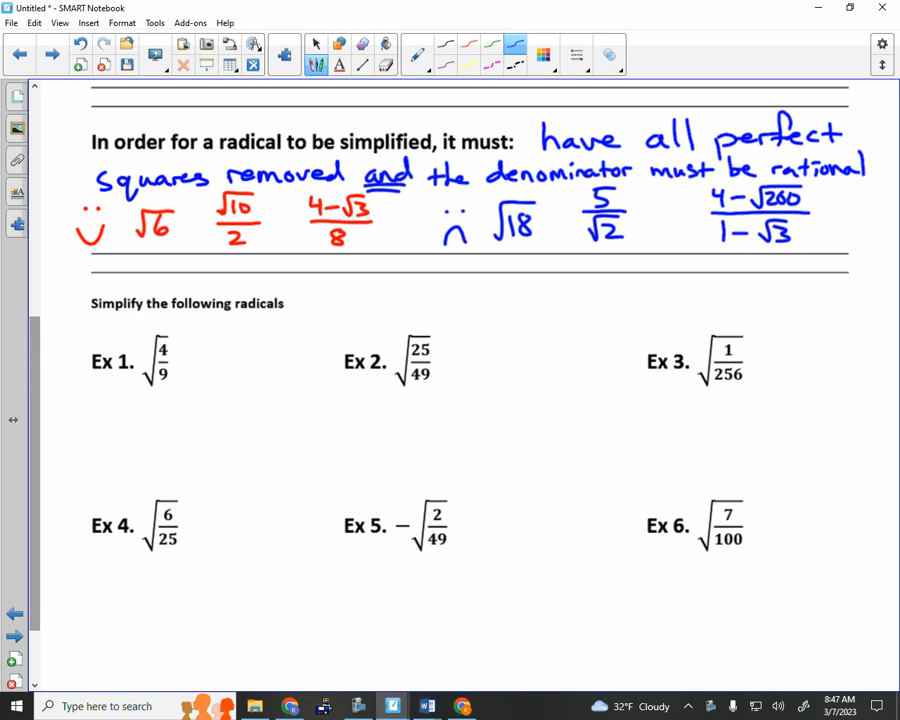 Untitled * - SMART Notebook
File Edit View Insert Format Tools Add-ons Help
In order for a radical to be simplified, it must: have all perfect
squares removed and the denominator must be rational
√6 √10/2 4-√3/8 √18 5/√2 4-√200/1-√3
Simplify the following radicals
Ex 1. √4/9 Ex 2. √25/49 Ex 3. √1/256
Ex 4. √6/25 Ex 5. -√2/49 Ex 6. √7/100
Type here to search
32°F Cloudy
8:47 AM
3/7/2023